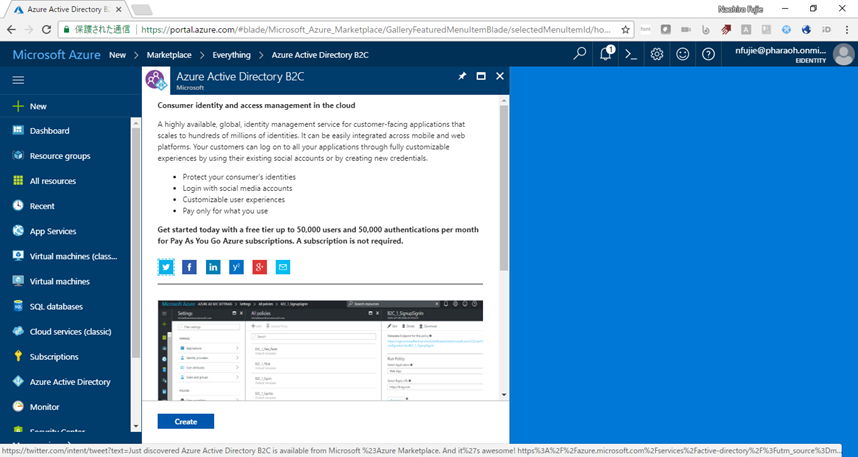 Naohiro Fujie
Azure Active Directory B
保護された通信
https://portal.azure.com/#blade/Microsoft_Azure_Marketplace/GalleryFeaturedMenuItemBlade/selectedMenuItemId/ho...
Microsoft Azure New > Marketplace > Everything > Azure Active Directory B2C
1
nfujie@pharaoh.onmi...
EIDENTITY
New
Dashboard
Resource groups
All resources
Recent
App Services
Virtual machines (clas...
Virtual machines
SQL databases
Cloud services (classic)
Subscriptions
Azure Active Directory
Monitor
Security Center
Azure Active Directory B2C
Microsoft
Consumer identity and access management in the cloud
A highly available, global, identity management service for customer-facing applications that
scales to hundreds of millions of identities. It can be easily integrated across mobile and web
platforms. Your customers can log on to all your applications through fully customizable
experiences by using their existing social accounts or by creating new credentials.
• Protect your consumer's identities
• Login with social media accounts
• Customizable user experiences
• Pay only for what you use
Get started today with a free tier up to 50,000 users and 50,000 authentications per month
for Pay As You Go Azure subscriptions. A subscription is not required.
Microsoft Azure
Settings
All policies
Create
https://twitter.com/intent/tweet?text=Just discovered Azure Active Directory B2C is available from Microsoft %23Azure Marketplace. And it%27s awesome! https%3A%2F%2Fazure.microsoft.com%2Fservices%2Factive-directory%2F%3Futm_source%3Dm...